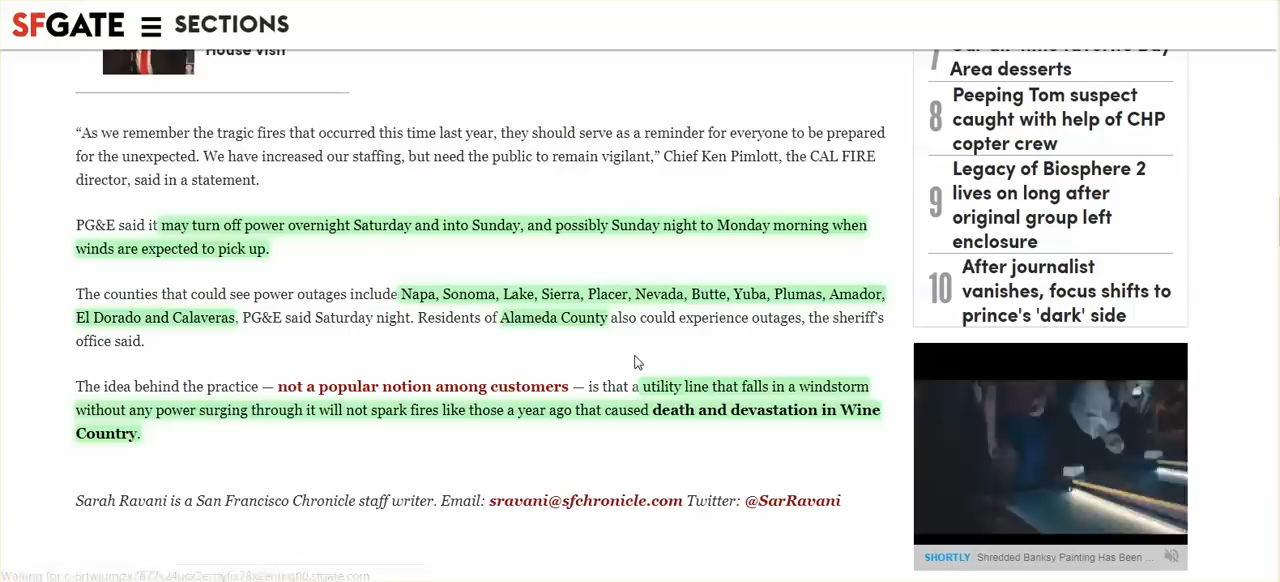 SFGATE ☰ SECTIONS
House visit
“As we remember the tragic fires that occurred this time last year, they should serve as a reminder for everyone to be prepared
for the unexpected. We have increased our staffing, but need the public to remain vigilant,” Chief Ken Pimlott, the CAL FIRE
director, said in a statement.
PG&E said it may turn off power overnight Saturday and into Sunday, and possibly Sunday night to Monday morning when
winds are expected to pick up.
The counties that could see power outages include Napa, Sonoma, Lake, Sierra, Placer, Nevada, Butte, Yuba, Plumas, Amador,
El Dorado and Calaveras, PG&E said Saturday night. Residents of Alameda County also could experience outages, the sheriff’s
office said.
The idea behind the practice — not a popular notion among customers — is that a utility line that falls in a windstorm
without any power surging through it will not spark fires like those a year ago that caused death and devastation in Wine
Country.
Sarah Ravani is a San Francisco Chronicle staff writer. Email: sravani@sfchronicle.com Twitter: @SarRavani
7 Our all-time favorite Bay
Area desserts
8 Peeping Tom suspect
caught with help of CHP
copter crew
9 Legacy of Biosphere 2
lives on long after
original group left
enclosure
10 After journalist
vanishes, focus shifts to
prince's 'dark' side
SHORTLY Shredded Banksy Painting Has Been ...